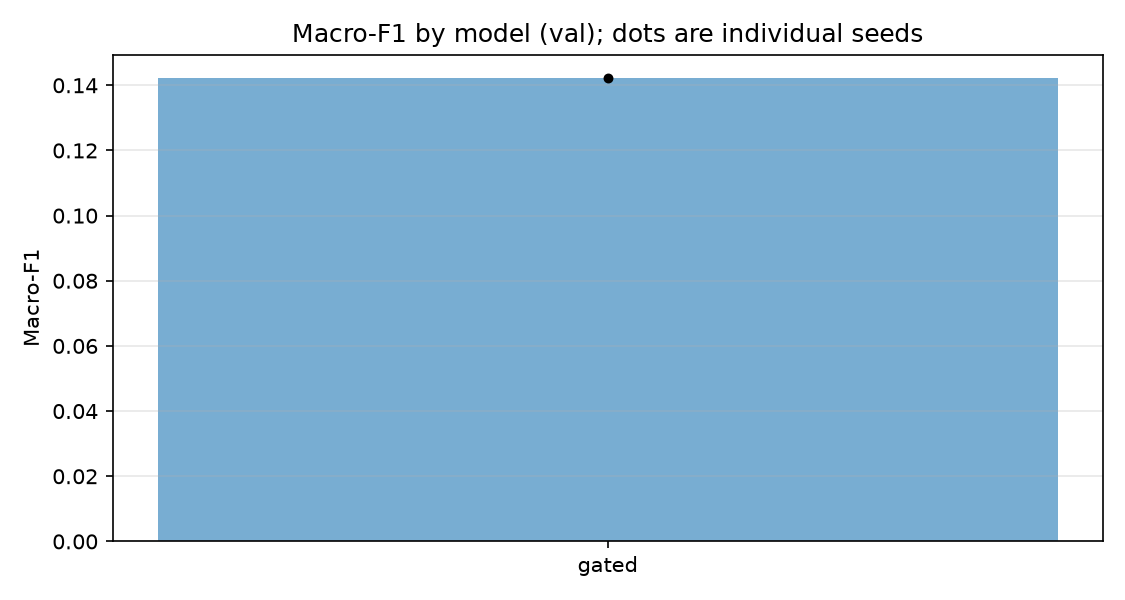 Macro-F1 by model (val); dots are individual seeds
0.14
0.12
0.10
0.08
0.06
0.04
0.02
0.00
Macro-F1
gated